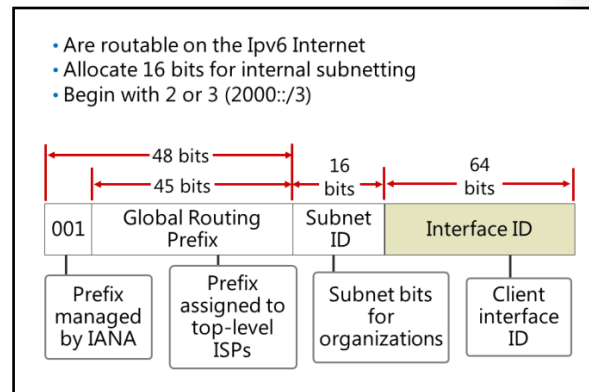 • Are routable on the Ipv6 Internet
• Allocate 16 bits for internal subnetting
• Begin with 2 or 3 (2000::/3)
48 bits
45 bits
16
bits
64
bits
001
Global Routing
Prefix
Subnet
ID
Interface ID
Prefix
managed
by IANA
Prefix
assigned to
top-level
ISPs
Subnet bits
for
organizations
Client
interface
ID